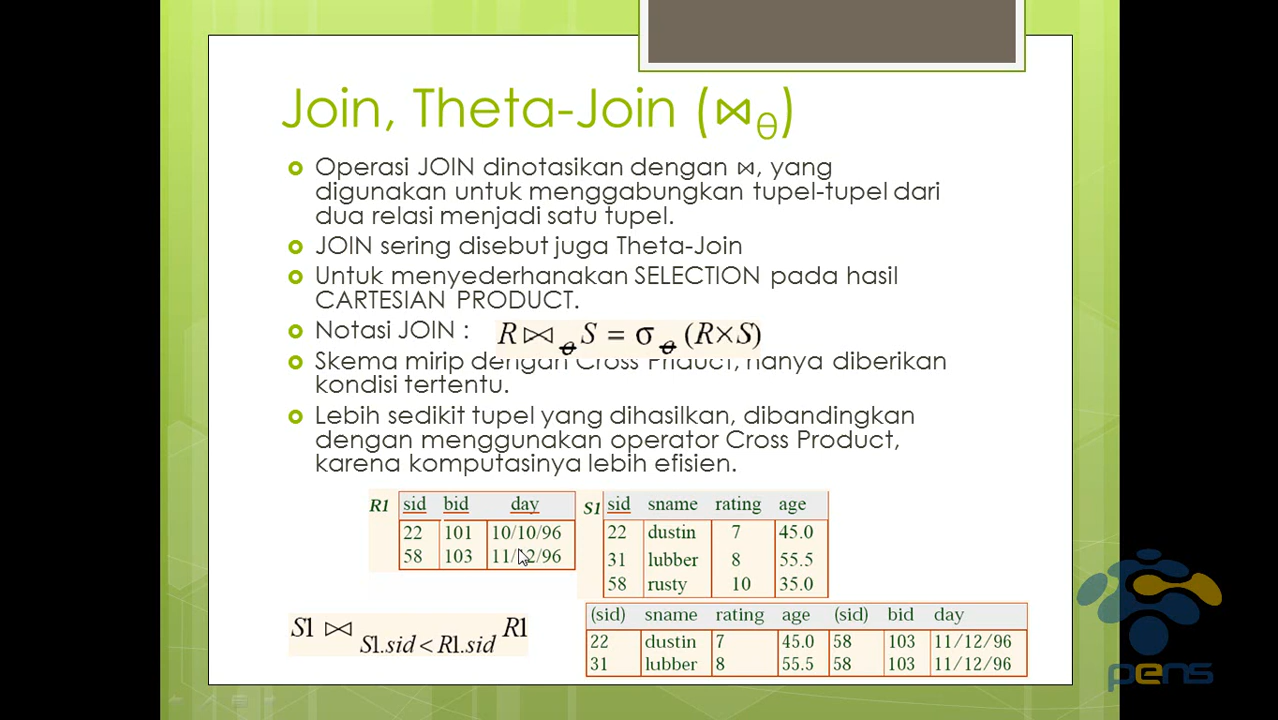 Join, Theta-Join (⋈θ)
Operasi JOIN dinotasikan dengan ⋈, yang
digunakan untuk menggabungkan tupel-tupel dari
dua relasi menjadi satu tupel.
JOIN sering disebut juga Theta-Join
Untuk menyederhanakan SELECTION pada hasil
CARTESIAN PRODUCT.
Notasi JOIN : R ⋈θ S = σθ (R×S)
Skema mirip dengan Cross Priduct, hanya diberikan
kondisi tertentu.
Lebih sedikit tupel yang dihasilkan, dibandingkan
dengan menggunakan operator Cross Product,
karena komputasinya lebih efisien.
R1 sid bid day
22 101 10/10/96
58 103 11/12/96
S1 sid sname rating age
22 dustin 7 45.0
31 lubber 8 55.5
58 rusty 10 35.0
S1 ⋈ S1.sid < R1.sid R1
(sid) sname rating age (sid) bid day
22 dustin 7 45.0 58 103 11/12/96
31 lubber 8 55.5 58 103 11/12/96
pens